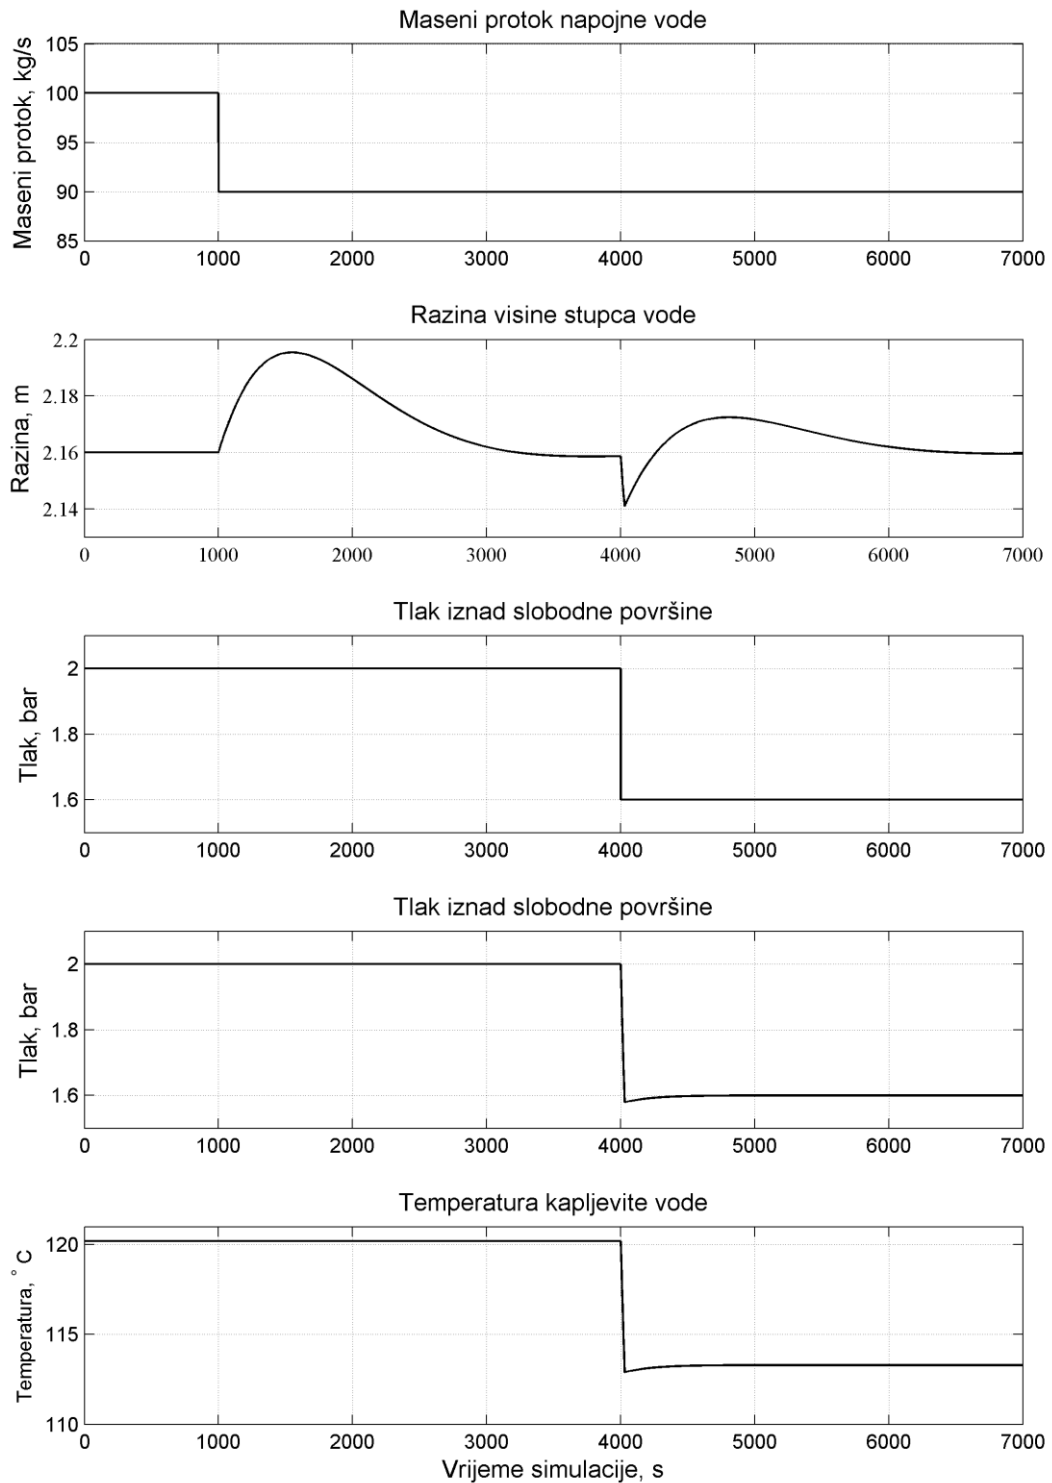 Maseni protok napojne vode
Maseni protok, kg/s
105
100
95
90
85
0 1000 2000 3000 4000 5000 6000 7000
Razina visine stupca vode
Razina, m
2.2
2.18
2.16
2.14
0 1000 2000 3000 4000 5000 6000 7000
Tlak iznad slobodne površine
Tlak, bar
2
1.8
1.6
0 1000 2000 3000 4000 5000 6000 7000
Tlak iznad slobodne površine
Tlak, bar
2
1.8
1.6
0 1000 2000 3000 4000 5000 6000 7000
Temperatura kapljevite vode
Temperatura, ° C
120
115
110
0 1000 2000 3000 4000 5000 6000 7000
Vrijeme simulacije, s